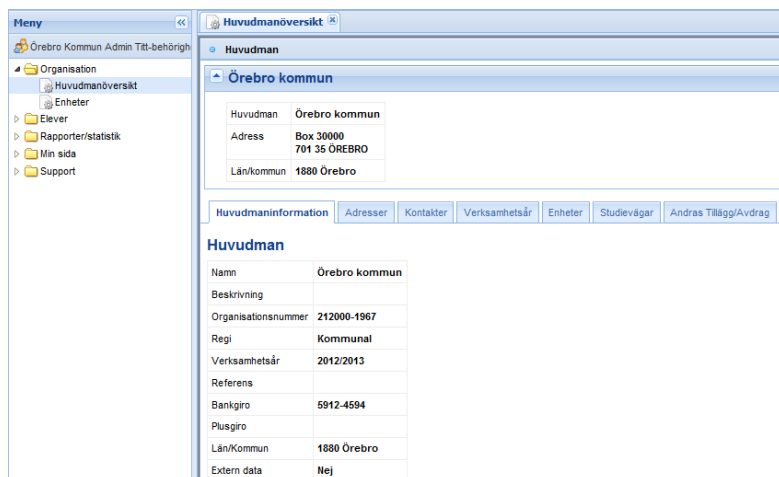 Meny
Örebro Kommun Admin Titt-behörigh
Organisation
Huvudmanöversikt
Enheter
Elever
Rapporter/statistik
Min sida
Support
Huvudmanöversikt
Huvudman
Örebro kommun
Huvudman Örebro kommun
Adress Box 30000
701 35 ÖREBRO
Län/kommun 1880 Örebro
Huvudmaninformation Adresser Kontakter Verksamhetsår Enheter Studievägar Andras Tillägg/Avdrag
Huvudman
Namn Örebro kommun
Beskrivning
Organisationsnummer 212000-1967
Regi Kommunal
Verksamhetsår 2012/2013
Referens
Bankgiro 5912-4594
Plusgiro
Län/Kommun 1880 Örebro
Extern data Nej